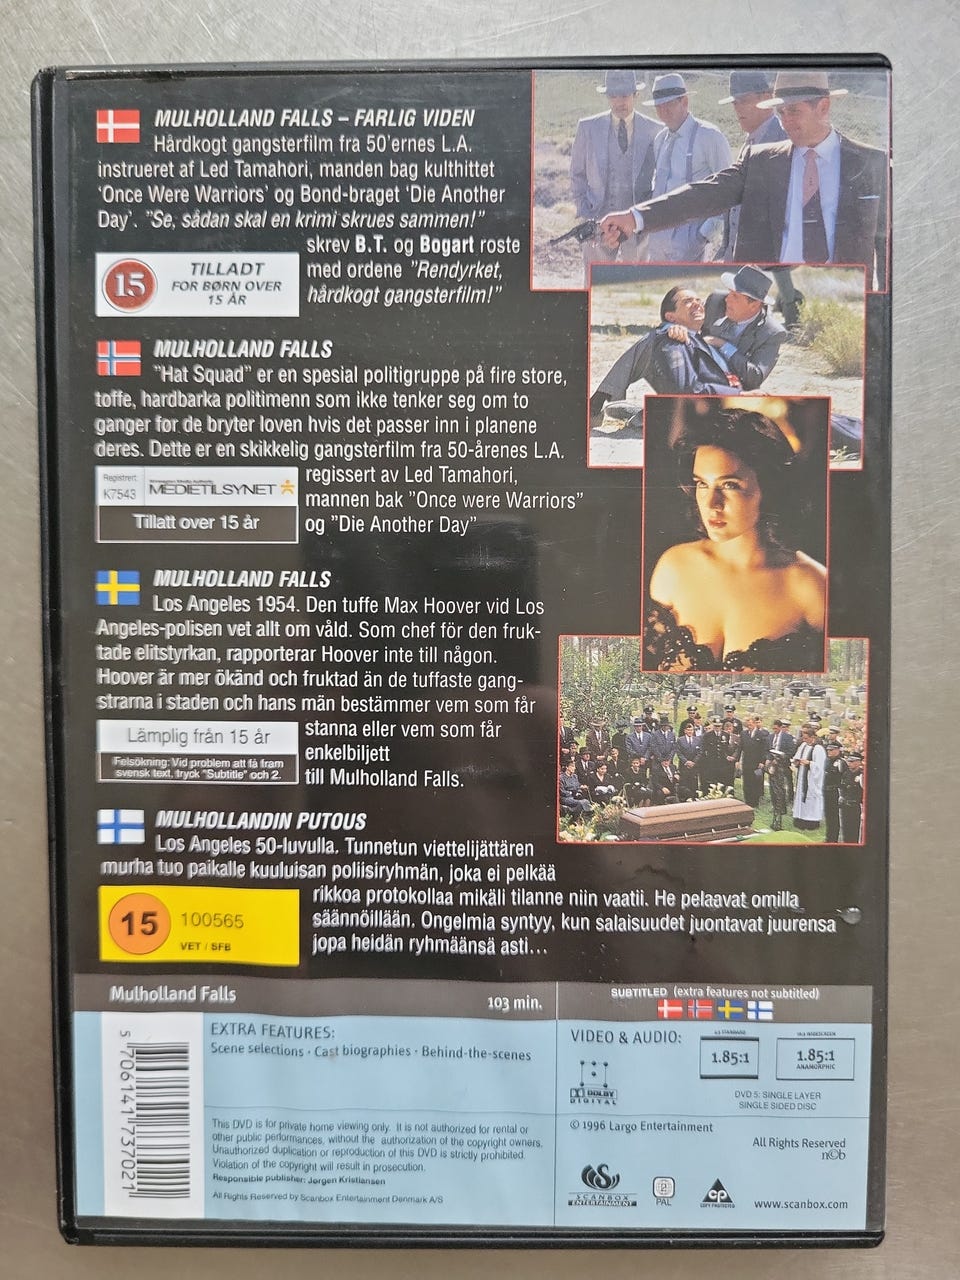 MULHOLLAND FALLS – FARLIG VIDEN
Hårdkogt gangsterfilm fra 50'ernes L.A.
instrueret af Led Tamahori, manden bag kulthittet
'Once Were Warriors' og Bond-braget 'Die Another
Day'. "Se, sådan skal en krimi skrues sammen!"
skrev B.T. og Bogart roste
med ordene "Rendyrket,
hårdkogt gangsterfilm!"
15
TILLADT
FOR BØRN OVER
15 ÅR
MULHOLLAND FALLS
"Hat Squad" er en spesial politigruppe på fire store,
tøffe, hardbarka politimenn som ikke tenker seg om to
ganger før de bryter loven hvis det passer inn i planene
deres. Dette er en skikkelig gangsterfilm fra 50-årenes L.A.
regissert av Led Tamahori,
mannen bak "Once were Warriors"
og "Die Another Day"
Registrert
K7543
MEDIETILSYNET
Tillatt over 15 år
MULHOLLAND FALLS
Los Angeles 1954. Den tuffe Max Hoover vid Los
Angeles-polisen vet allt om våld. Som chef för den fruk-
tade elitstyrkan, rapporterar Hoover inte till någon.
Hoover är mer ökänd och fruktad än de tuffaste gang-
strarna i staden och hans män bestämmer vem som får
stanna eller vem som får
enkelbiljett
till Mulholland Falls.
Lämplig från 15 år
Felsökning: Vid problem att få fram
svensk text, tryck "Subtitle" och 2.
MULHOLLANDIN PUTOUS
Los Angeles 50-luvulla. Tunnetun viettelijättären
murha tuo paikalle kuuluisan poliisiryhmän, joka ei pelkää
rikkoa protokollaa mikäli tilanne niin vaatii. He pelaavat omilla
säännöillään. Ongelmia syntyy, kun salaisuudet juontavat juurensa
jopa heidän ryhmäänsä asti...
15
100565
VET / SFB
Mulholland Falls
103 min.
SUBTITLED (extra features not subtitled)
EXTRA FEATURES:
Scene selections · Cast biographies · Behind-the-scenes
VIDEO & AUDIO:
DOLBY
DIGITAL
1.85:1
1.85:1
ANAMORPHIC
DVD 5: SINGLE LAYER
SINGLE SIDED DISC
5 706141 737021
This DVD is for private home viewing only. It is not authorized for rental or
other public performances, without the authorization of the copyright owners.
Unauthorized duplication or reproduction of this DVD is strictly prohibited.
Violation of the copyright will result in prosecution.
Responsible publisher: Jørgen Kristiansen
All Rights Reserved by Scanbox Entertainment Denmark A/S
© 1996 Largo Entertainment
All Rights Reserved
n©b
SCANBOX
ENTERTAINMENT
2
PAL
CP
COPY PROTECTED
www.scanbox.com